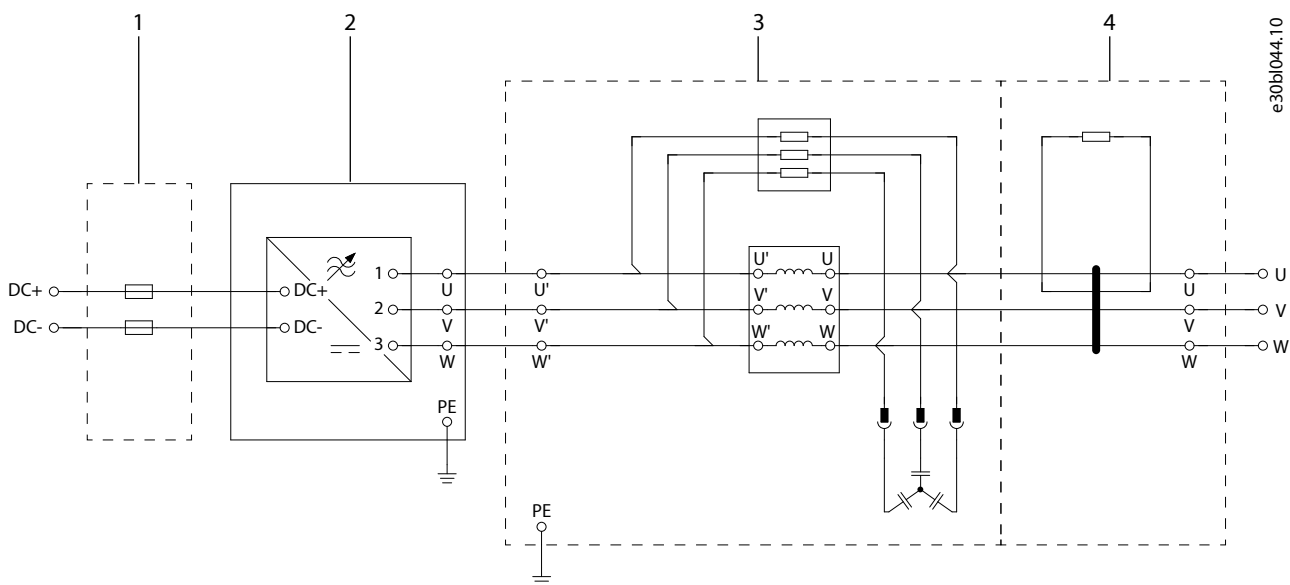 1
2
3
4
e30bl044.10
U' U
DC+ DC+ 1 U U' U U
V' V
DC- DC- 2 V V' V V
W' W
3 W W' W W
PE
PE